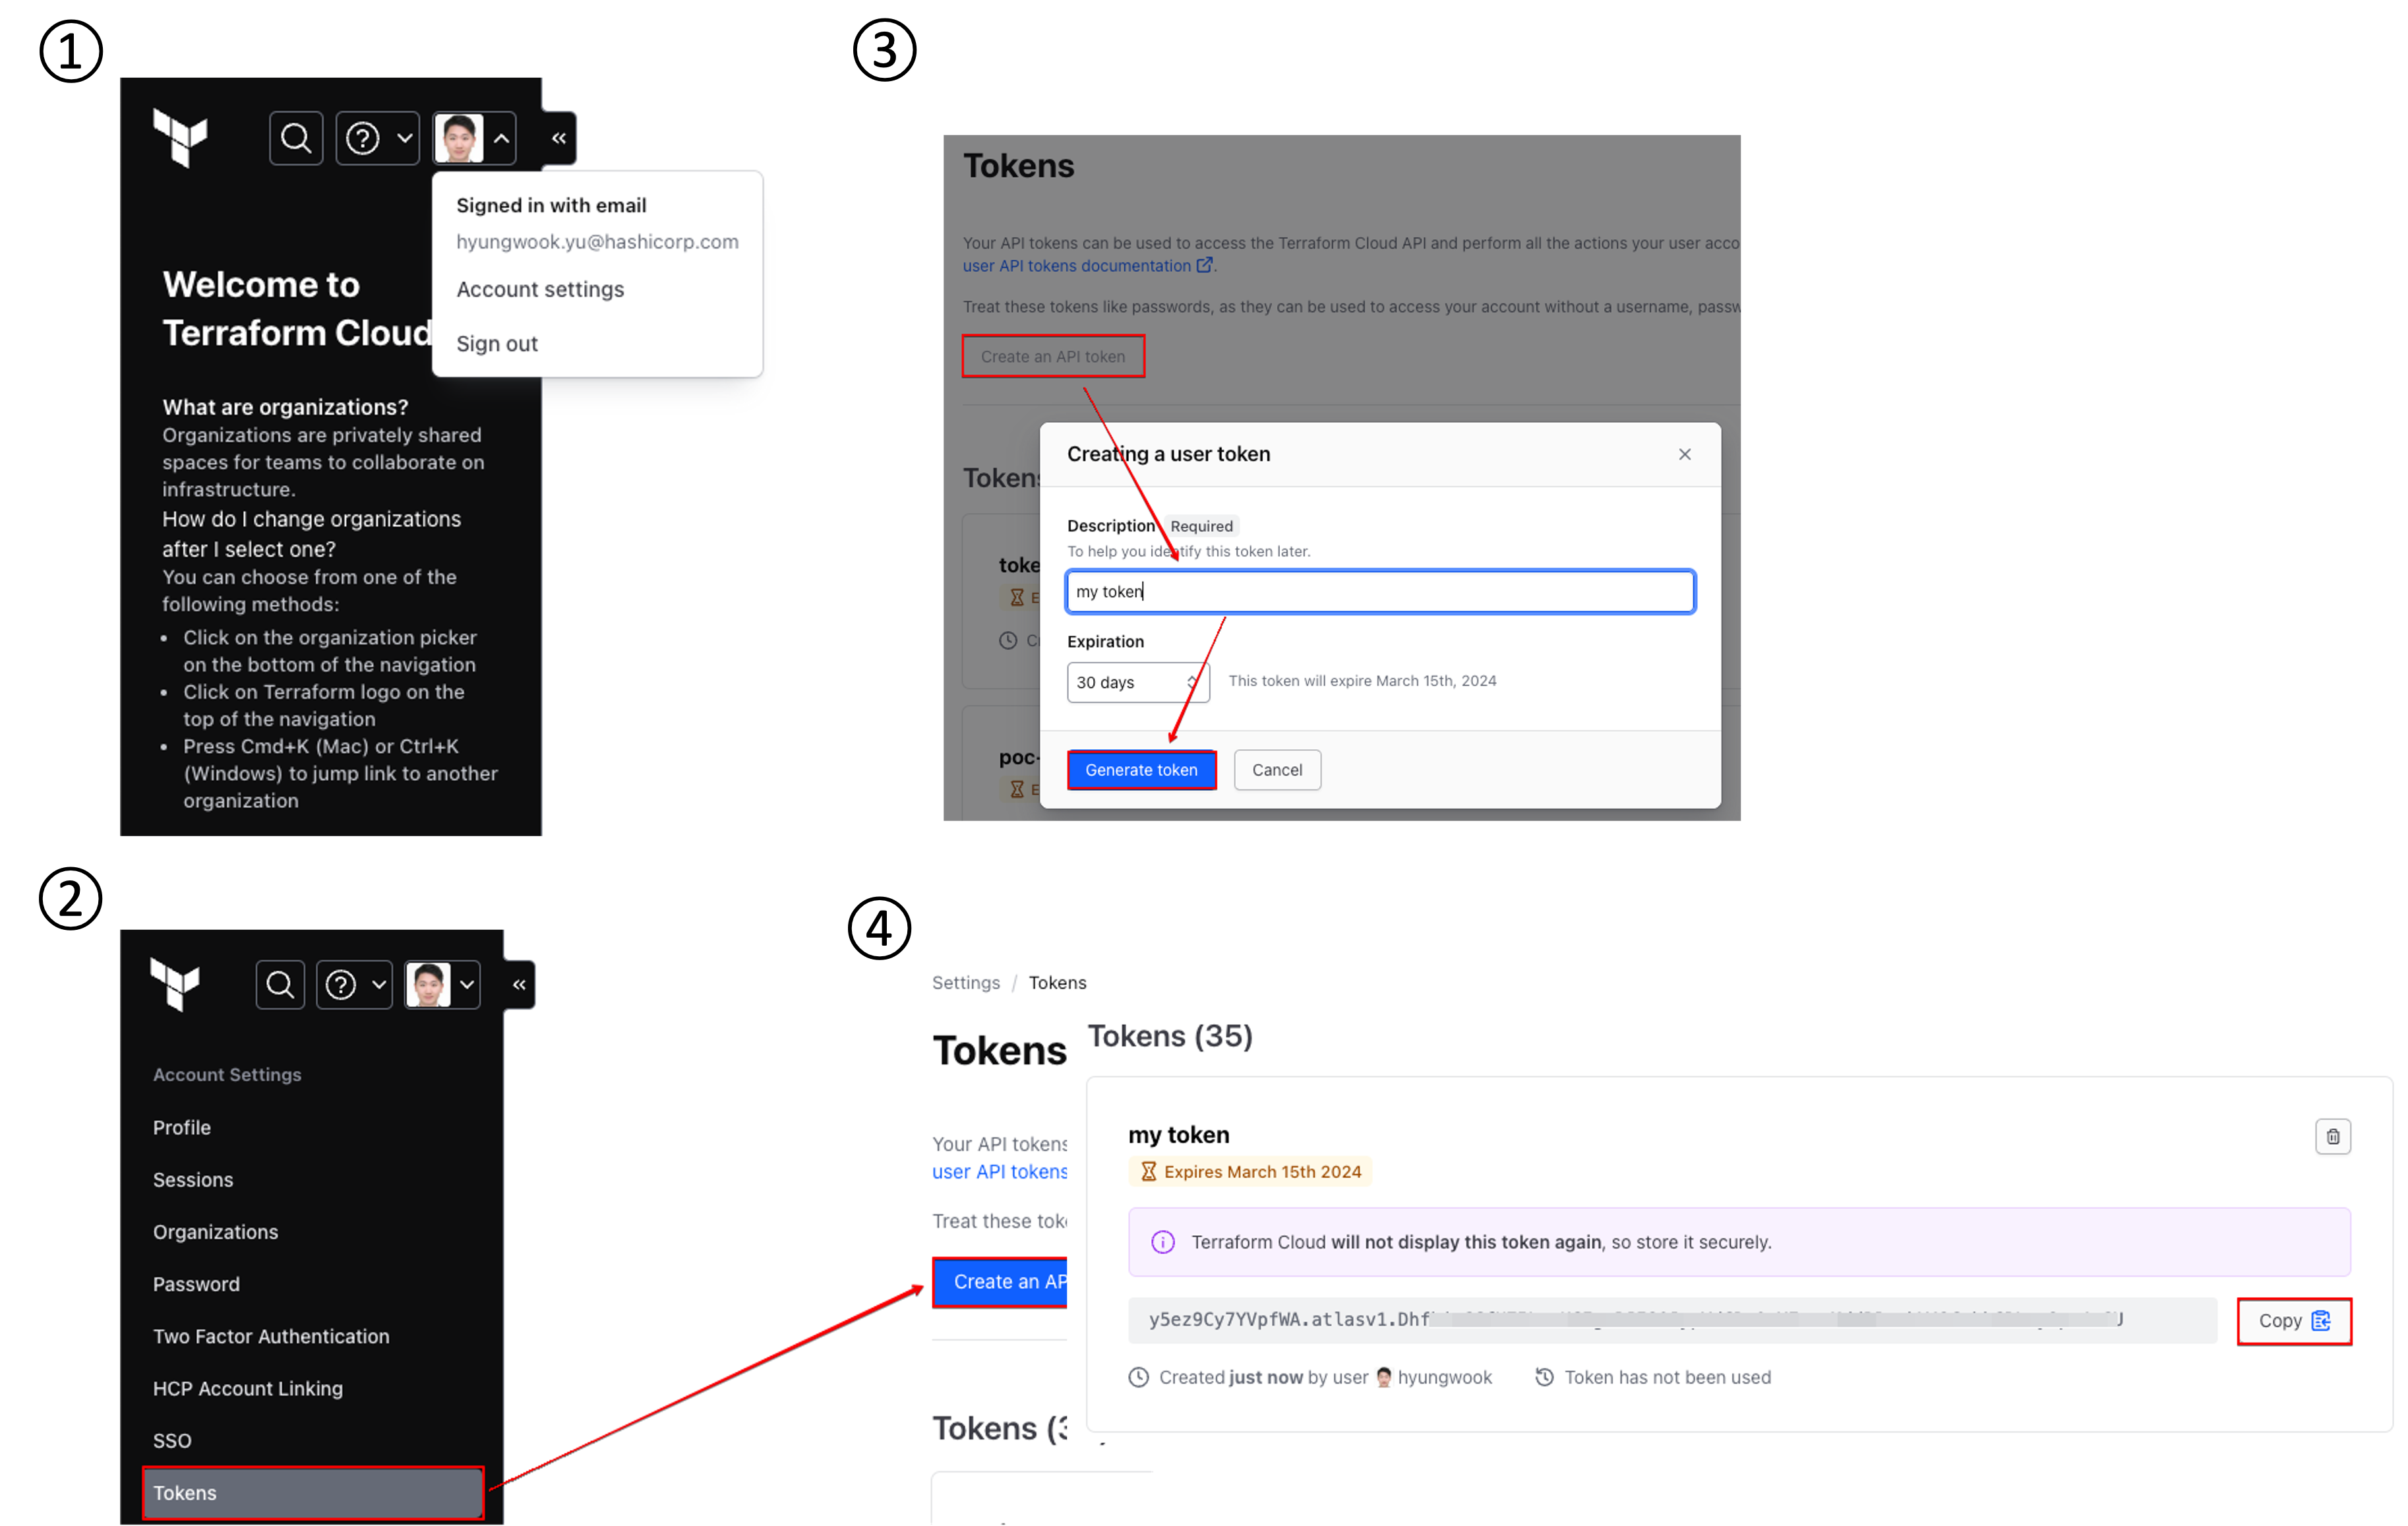 ①
Signed in with email
hyungwook.yu@hashicorp.com
Account settings
Sign out
Welcome to
Terraform Cloud
What are organizations?
Organizations are privately shared
spaces for teams to collaborate on
infrastructure.
How do I change organizations
after I select one?
You can choose from one of the
following methods:
• Click on the organization picker
on the bottom of the navigation
• Click on Terraform logo on the
top of the navigation
• Press Cmd+K (Mac) or Ctrl+K
(Windows) to jump link to another
organization
②
Account Settings
Profile
Sessions
Organizations
Password
Two Factor Authentication
HCP Account Linking
SSO
Tokens
③
Tokens
Your API tokens can be used to access the Terraform Cloud API and perform all the actions your user acco
user API tokens documentation.
Treat these tokens like passwords, as they can be used to access your account without a username, passw
Create an API token
Tokens
toke
E
poc-
E
Creating a user token
Description Required
To help you identify this token later.
my token
Expiration
30 days
This token will expire March 15th, 2024
Generate token
Cancel
④
Settings / Tokens
Tokens
Your API tokens
user API tokens
Treat these tok
Create an AP
Tokens (3
Tokens (35)
my token
Expires March 15th 2024
Terraform Cloud will not display this token again, so store it securely.
y5ez9Cy7YVpfWA.atlasv1.Dhf
Copy
Created just now by user hyungwook
Token has not been used